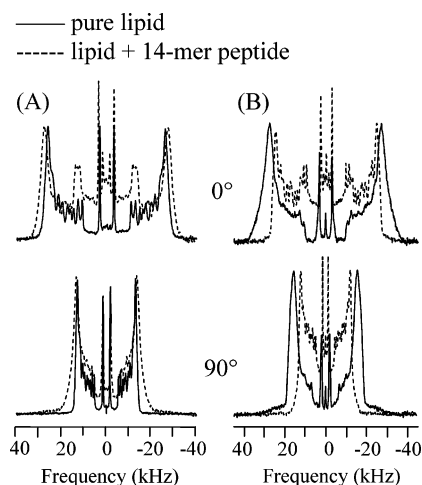 pure lipid
lipid + 14-mer peptide
(A) (B)
0°
90°
40 20 0 -20 -40 40 20 0 -20 -40
Frequency (kHz) Frequency (kHz)